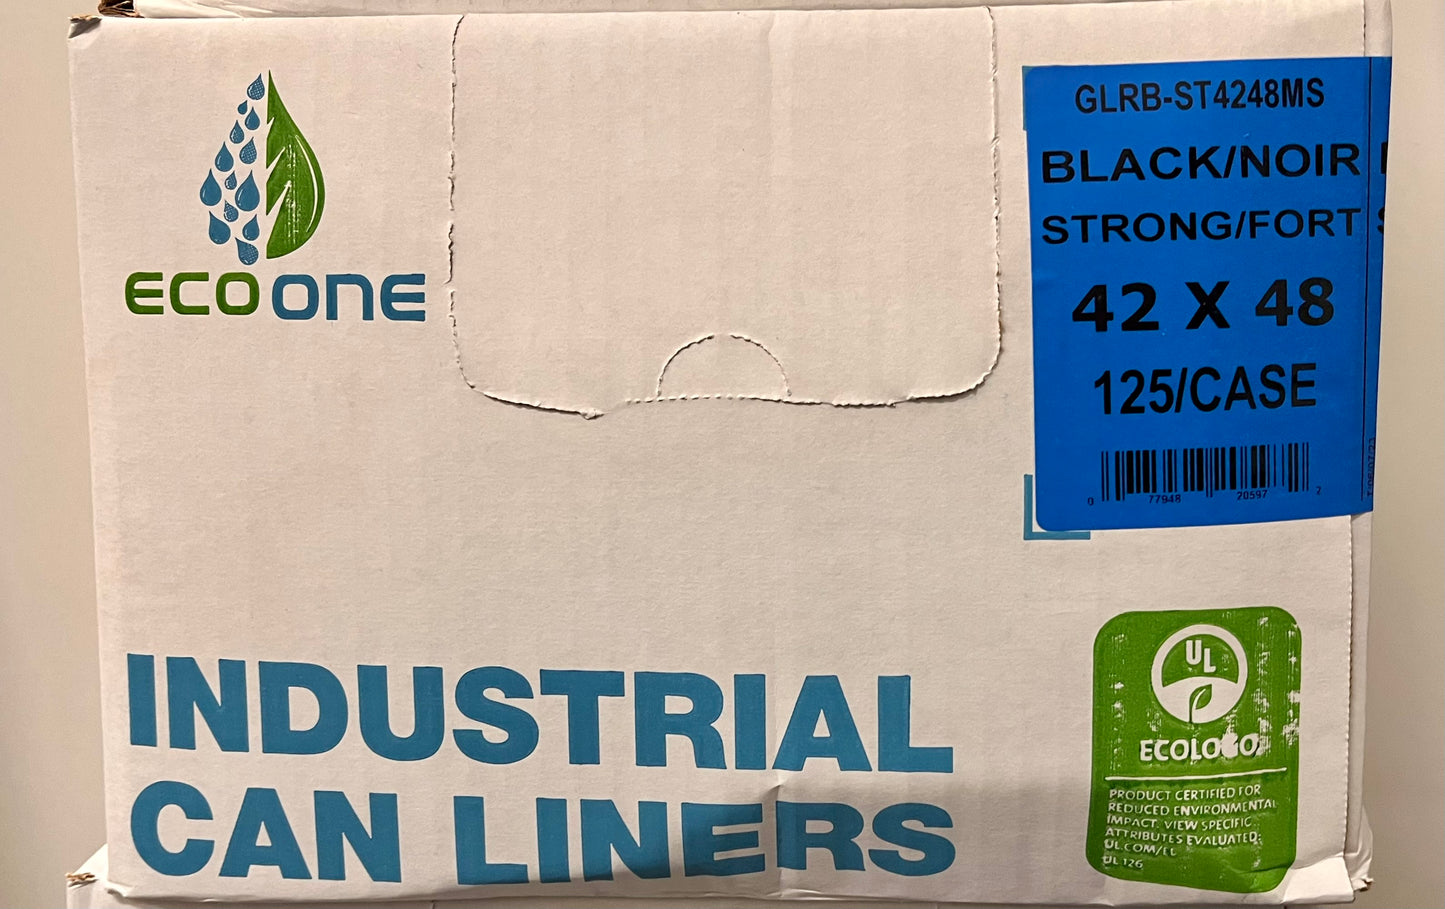 ECO ONE
GLRB-ST4248MS
BLACK/NOIR
STRONG/FORT
42 X 48
125/CASE
0 77948 20597 2
INDUSTRIAL
CAN LINERS
UL
ECOLOGO
PRODUCT CERTIFIED FOR
REDUCED ENVIRONMENTAL
IMPACT. VIEW SPECIFIC
ATTRIBUTES EVALUATED:
UL.COM/EL
UL 126